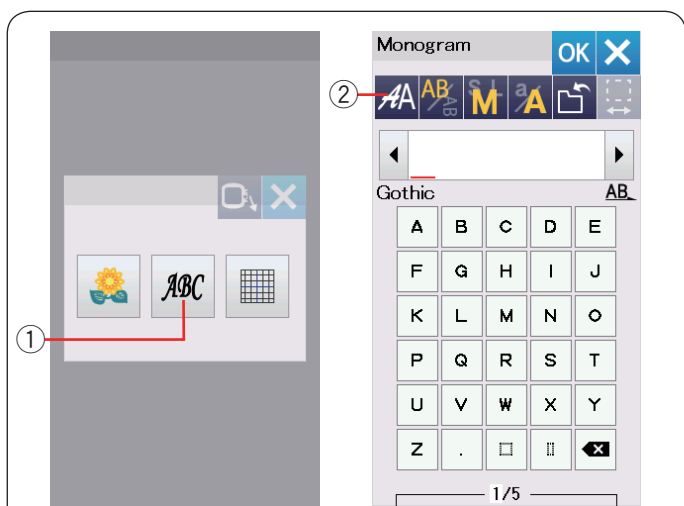 Monogram
OK
②
AA AB AB S M L a A
Gothic AB
A B C D E
F G H I J
①
ABC
K L M N O
P Q R S T
U V W X Y
Z .
1/5